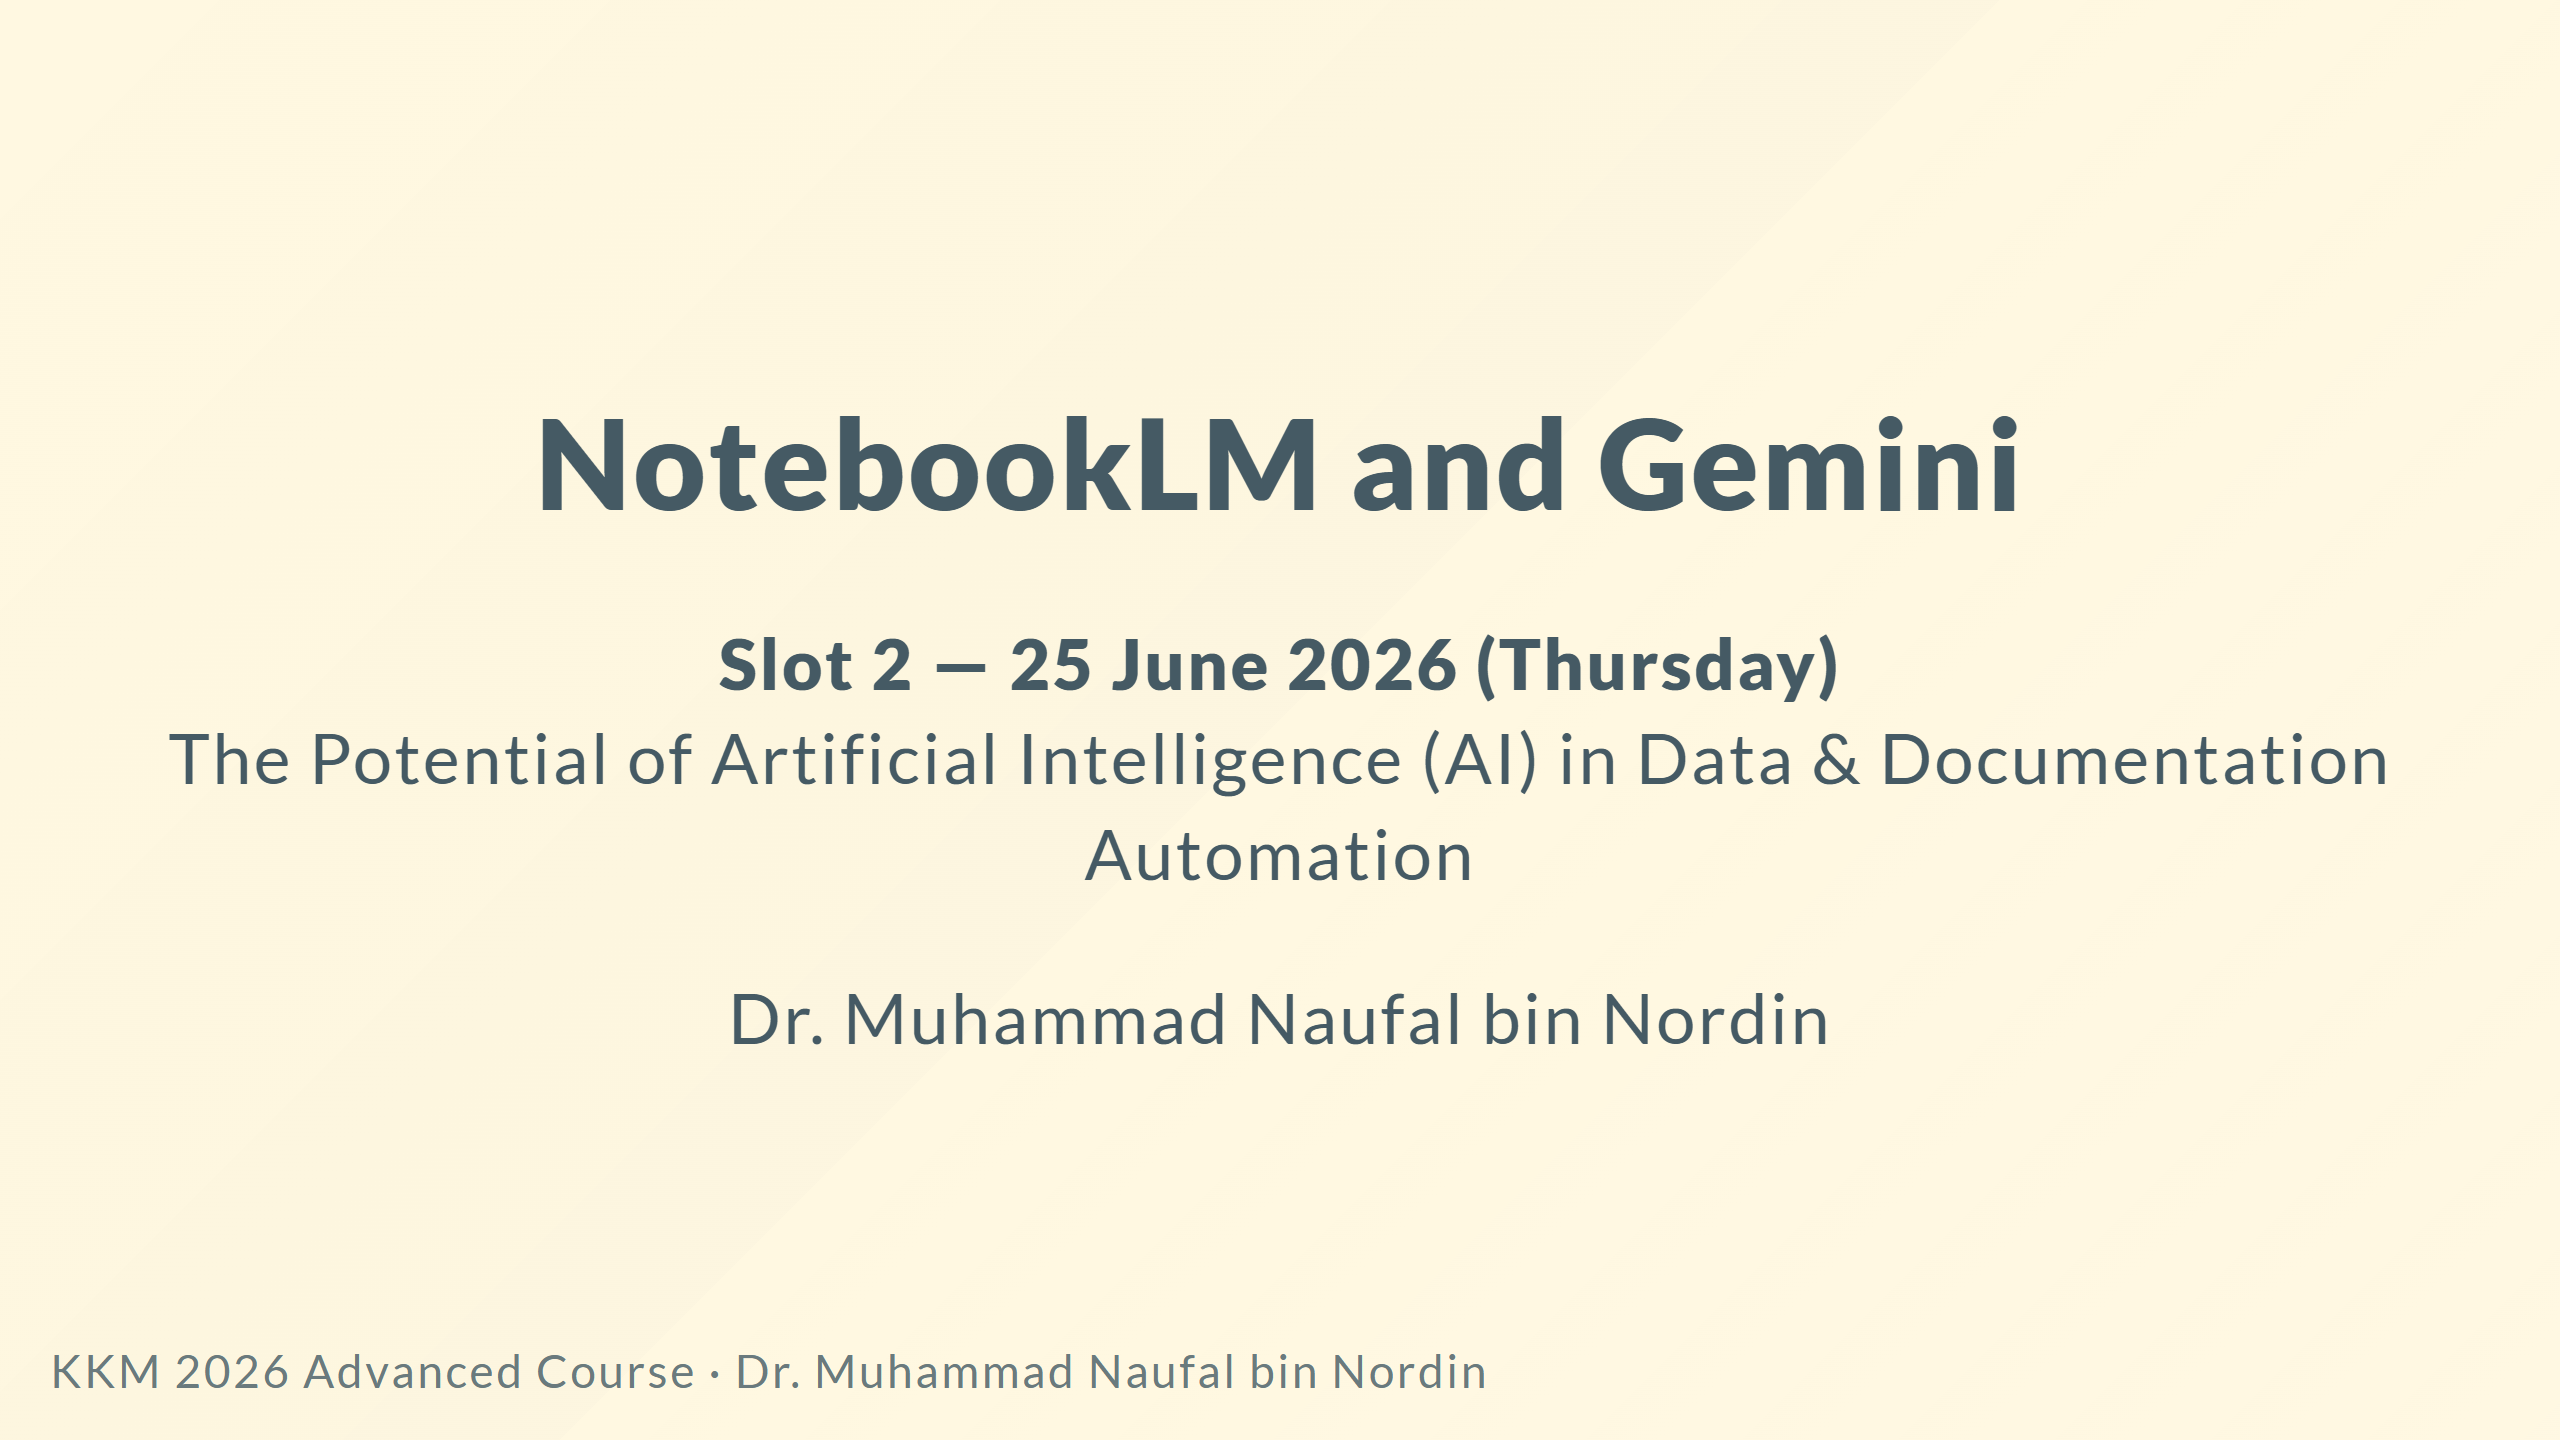 NotebookLM and Gemini
Slot 2 — 25 June 2026 (Thursday)
The Potential of Artificial Intelligence (AI) in Data & Documentation
Automation
Dr. Muhammad Naufal bin Nordin
KKM 2026 Advanced Course · Dr. Muhammad Naufal bin Nordin